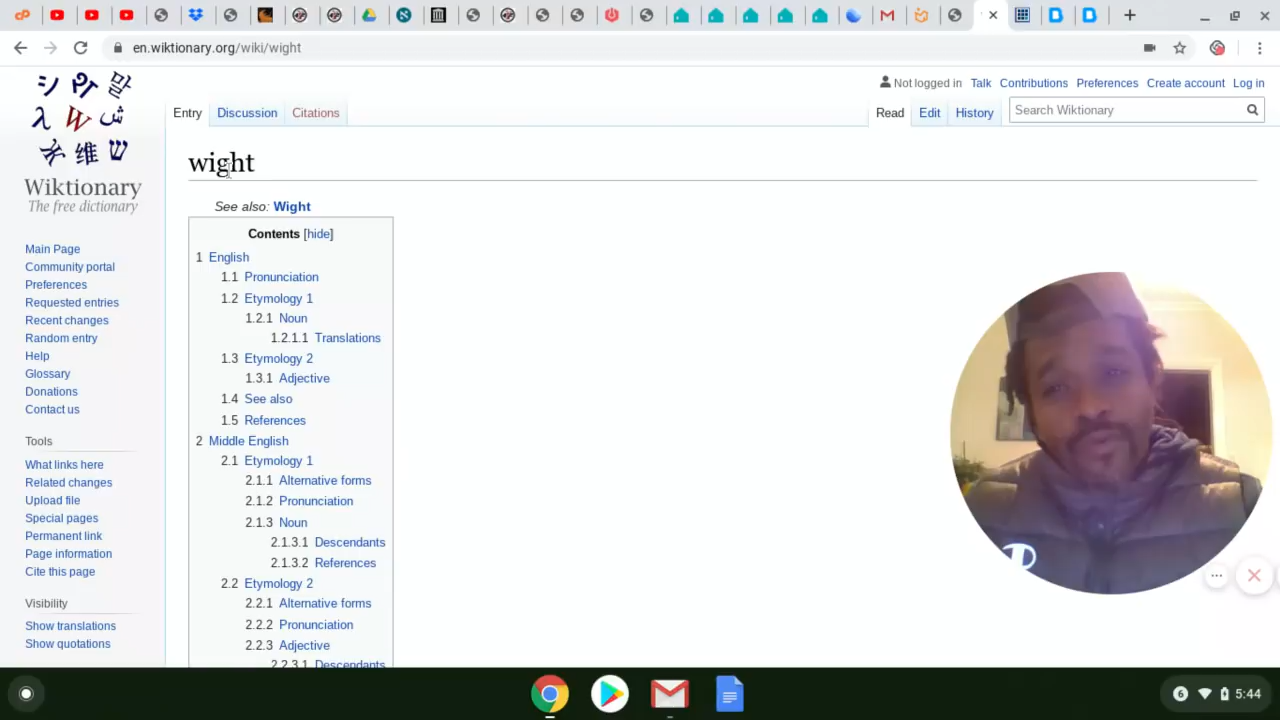 en.wiktionary.org/wiki/wight
Not logged in Talk Contributions Preferences Create account Log in
Entry Discussion Citations Read Edit History Search Wiktionary
wight
See also: Wight
Wiktionary
The free dictionary
Main Page
Community portal
Preferences
Requested entries
Recent changes
Random entry
Help
Glossary
Donations
Contact us
Tools
What links here
Related changes
Upload file
Special pages
Permanent link
Page information
Cite this page
Visibility
Show translations
Show quotations
Contents [hide]
1 English
1.1 Pronunciation
1.2 Etymology 1
1.2.1 Noun
1.2.1.1 Translations
1.3 Etymology 2
1.3.1 Adjective
1.4 See also
1.5 References
2 Middle English
2.1 Etymology 1
2.1.1 Alternative forms
2.1.2 Pronunciation
2.1.3 Noun
2.1.3.1 Descendants
2.1.3.2 References
2.2 Etymology 2
2.2.1 Alternative forms
2.2.2 Pronunciation
2.2.3 Adjective
2.2.3.1 Descendants
6 5:44